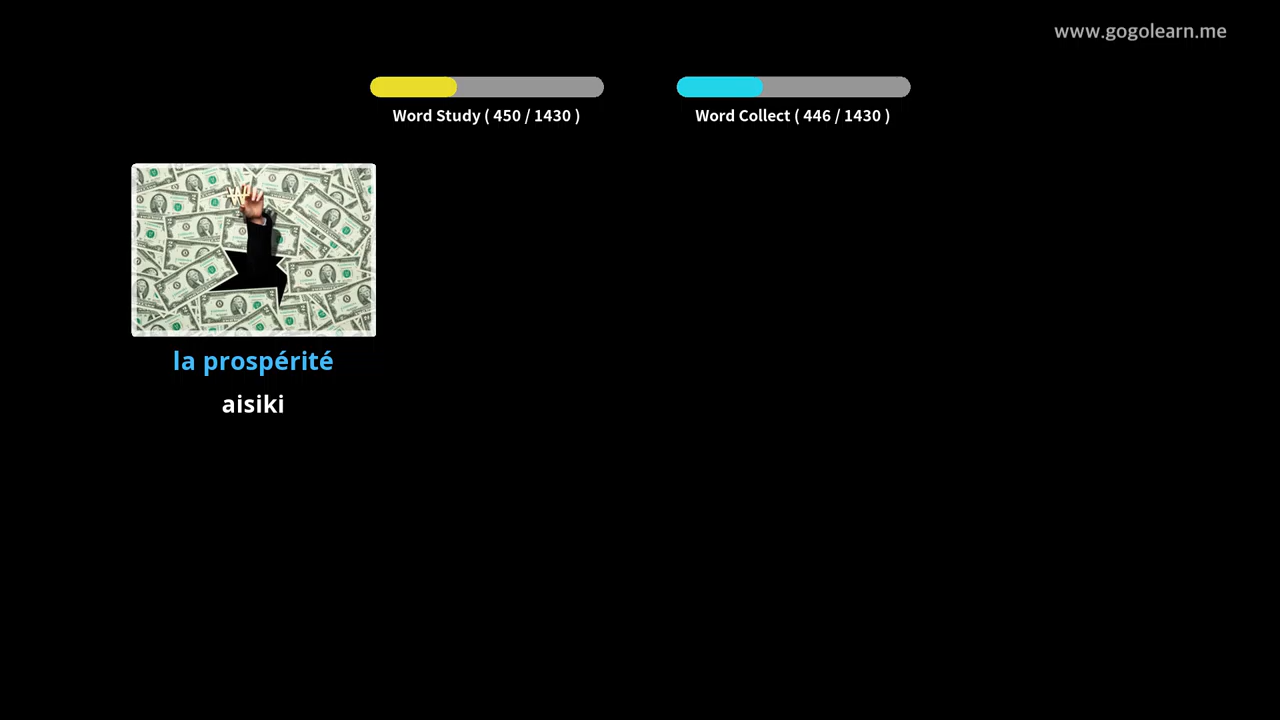 www.gogolearn.me
Word Study ( 450 / 1430 )
Word Collect ( 446 / 1430 )
la prospérité
aisiki